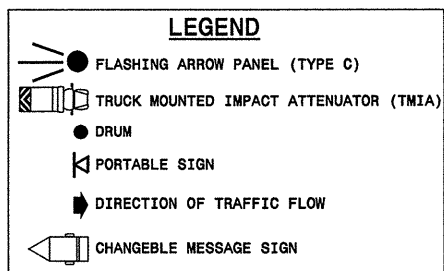 LEGEND
FLASHING ARROW PANEL (TYPE C)
TRUCK MOUNTED IMPACT ATTENUATOR (TMIA)
DRUM
PORTABLE SIGN
DIRECTION OF TRAFFIC FLOW
CHANGEBLE MESSAGE SIGN